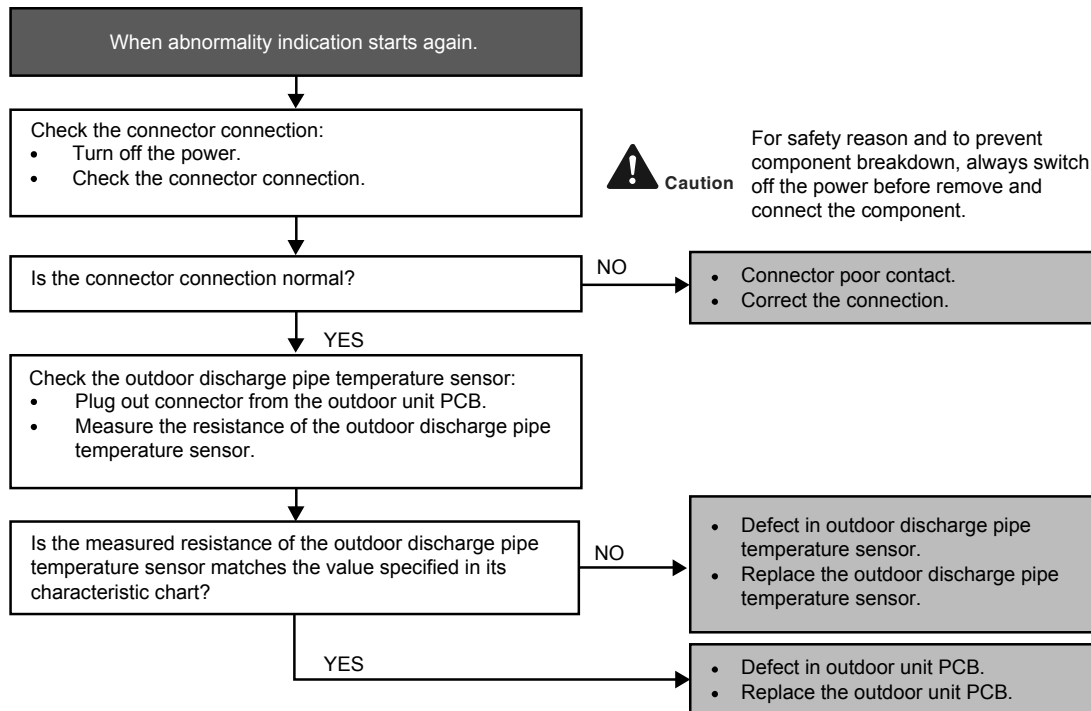 When abnormality indication starts again.
Check the connector connection:
• Turn off the power.
• Check the connector connection.
For safety reason and to prevent
component breakdown, always switch
off the power before remove and
connect the component.
Caution
Is the connector connection normal?
NO
• Connector poor contact.
• Correct the connection.
YES
Check the outdoor discharge pipe temperature sensor:
• Plug out connector from the outdoor unit PCB.
• Measure the resistance of the outdoor discharge pipe
temperature sensor.
Is the measured resistance of the outdoor discharge pipe
temperature sensor matches the value specified in its
characteristic chart?
NO
• Defect in outdoor discharge pipe
temperature sensor.
• Replace the outdoor discharge pipe
temperature sensor.
YES
• Defect in outdoor unit PCB.
• Replace the outdoor unit PCB.